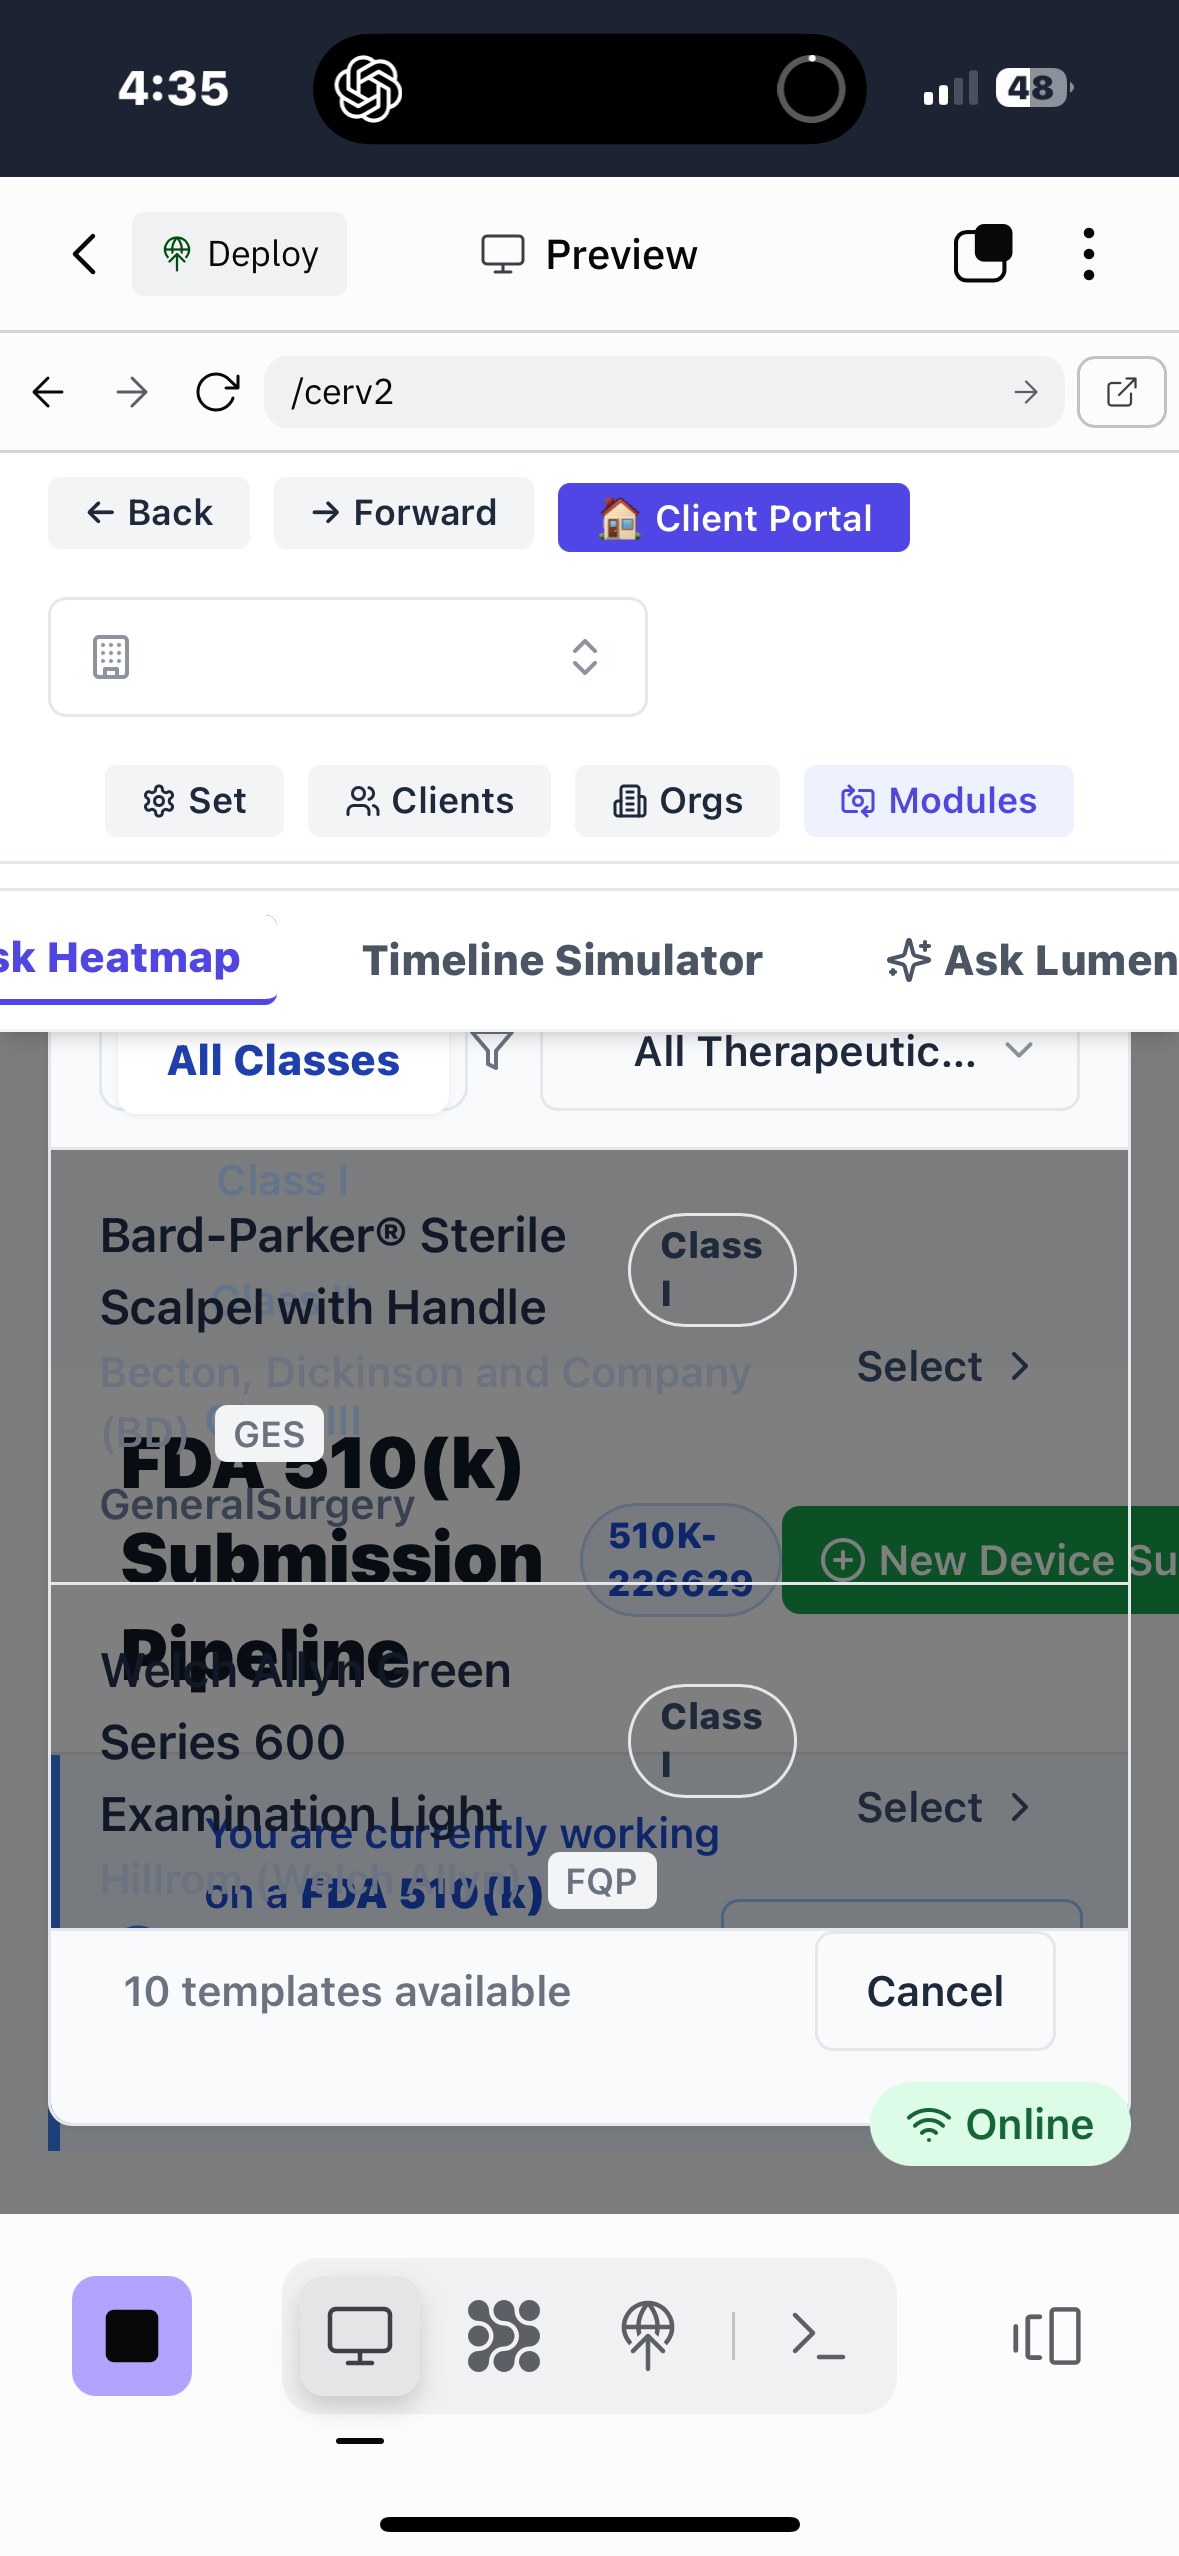 4:35
48
Deploy
Preview
/cerv2
Back
Forward
Client Portal
Set
Clients
Orgs
Modules
sk Heatmap
Timeline Simulator
Ask Lumen
All Classes
All Therapeutic...
Class I
Bard-Parker® Sterile
Scalpel with Handle
Class
I
Class II
Becton, Dickinson and Company
(BD)
GES
III
Select
FDA 510(k)
GeneralSurgery
Submission
510K-
226629
New Device Su
Pipeline
Welch Allyn Green
Series 600
Examination Light
Class
I
Select
You are currently working
on a FDA 510(k)
Hillrom (Welch Allyn)
FQP
10 templates available
Cancel
Online